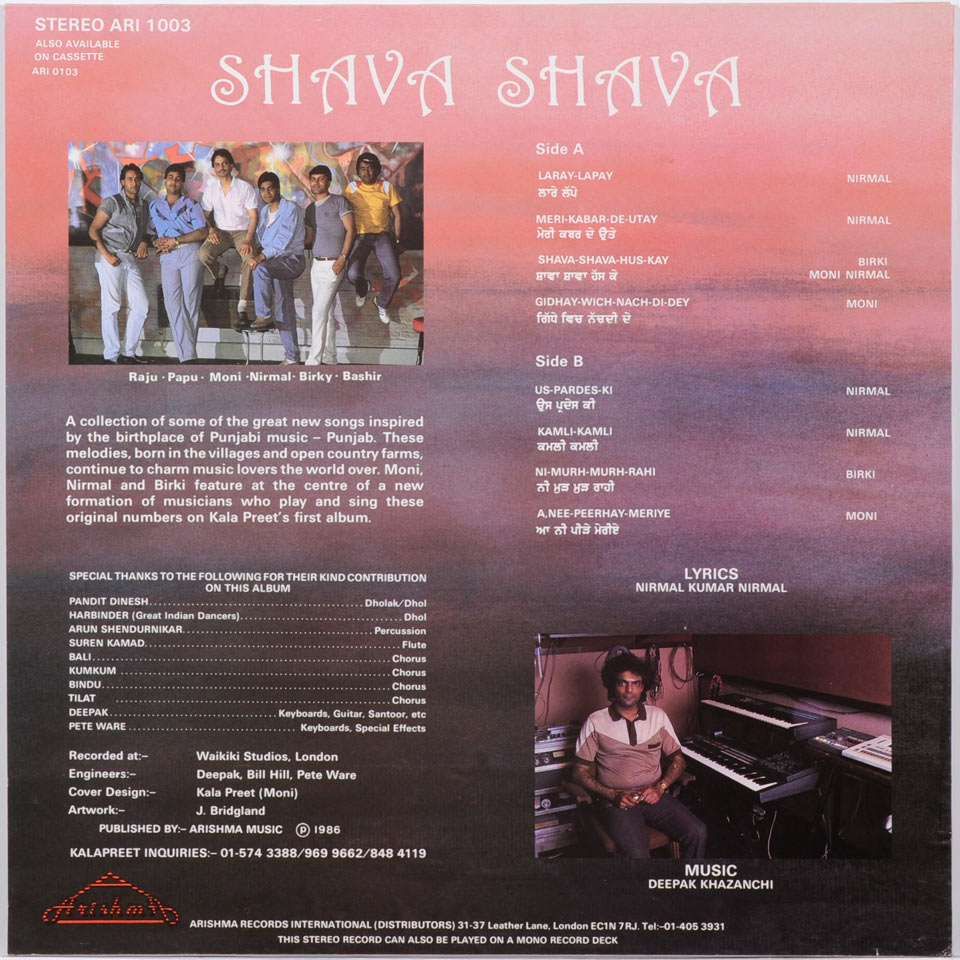 STEREO ARI 1003
ALSO AVAILABLE
ON CASSETTE
ARI 0103
SHAVA SHAVA
Raju · Papu · Moni · Nirmal · Birky · Bashir
A collection of some of the great new songs inspired
by the birthplace of Punjabi music – Punjab. These
melodies, born in the villages and open country farms,
continue to charm music lovers the world over. Moni,
Nirmal and Birki feature at the centre of a new
formation of musicians who play and sing these
original numbers on Kala Preet's first album.
SPECIAL THANKS TO THE FOLLOWING FOR THEIR KIND CONTRIBUTION
ON THIS ALBUM
PANDIT DINESH Dholak/Dhol
HARBINDER (Great Indian Dancers) Dhol
ARUN SHENDURNIKAR Percussion
SUREN KAMAD Flute
BALI Chorus
KUMKUM Chorus
BINDU Chorus
TILAT Chorus
DEEPAK Keyboards, Guitar, Santoor, etc
PETE WARE Keyboards, Special Effects
Recorded at:– Waikiki Studios, London
Engineers:– Deepak, Bill Hill, Pete Ware
Cover Design:– Kala Preet (Moni)
Artwork:– J. Bridgland
PUBLISHED BY:– ARISHMA MUSIC ℗ 1986
KALAPREET INQUIRIES:– 01-574 3388/969 9662/848 4119
Side A
LARAY-LAPAY NIRMAL
ਲਾਰੇ ਲੱਪੇ
MERI-KABAR-DE-UTAY NIRMAL
ਮੇਰੀ ਕਬਰ ਦੇ ਉਤੇ
SHAVA-SHAVA-HUS-KAY BIRKI
ਸ਼ਾਵਾ ਸ਼ਾਵਾ ਹੱਸ ਕੇ MONI NIRMAL
GIDHAY-WICH-NACH-DI-DEY MONI
ਗਿੱਧੇ ਵਿਚ ਨੱਚਦੀ ਦੇ
Side B
US-PARDES-KI NIRMAL
ਉਸ ਪ੍ਰਦੇਸ ਕੀ
KAMLI-KAMLI NIRMAL
ਕਮਲੀ ਕਮਲੀ
NI-MURH-MURH-RAHI BIRKI
ਨੀ ਮੁੜ ਮੁੜ ਰਾਹੀ
A,NEE-PEERHAY-MERIYE MONI
ਆ ਨੀ ਪੀੜੇ ਮੇਰੀਏ
LYRICS
NIRMAL KUMAR NIRMAL
MUSIC
DEEPAK KHAZANCHI
Arishma
ARISHMA RECORDS INTERNATIONAL (DISTRIBUTORS) 31-37 Leather Lane, London EC1N 7RJ. Tel:–01-405 3931
THIS STEREO RECORD CAN ALSO BE PLAYED ON A MONO RECORD DECK